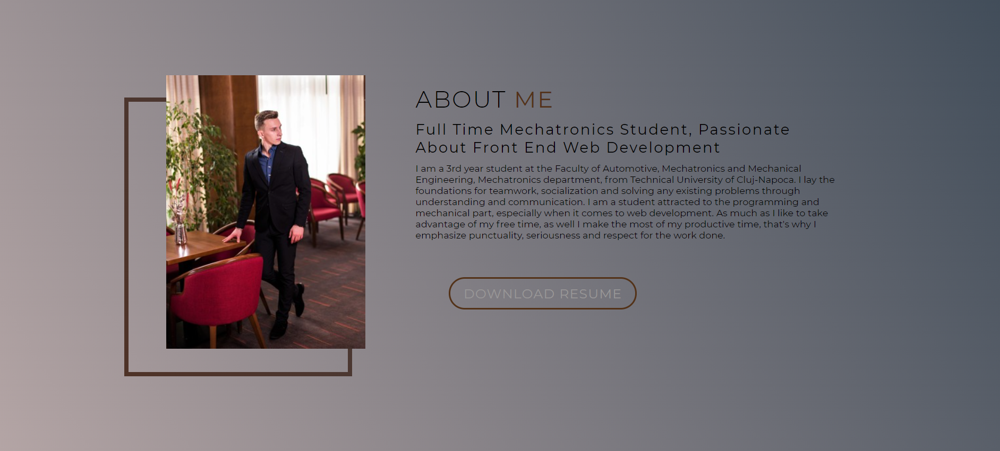 ABOUT ME
Full Time Mechatronics Student, Passionate
About Front End Web Development
I am a 3rd year student at the Faculty of Automotive, Mechatronics and Mechanical
Engineering, Mechatronics department, from Technical University of Cluj-Napoca. I lay the
foundations for teamwork, socialization and solving any existing problems through
understanding and communication. I am a student attracted to the programming and
mechanical part, especially when it comes to web development. As much as I like to take
advantage of my free time, as well I make the most of my productive time, that's why I
emphasize punctuality, seriousness and respect for the work done.
DOWNLOAD RESUME